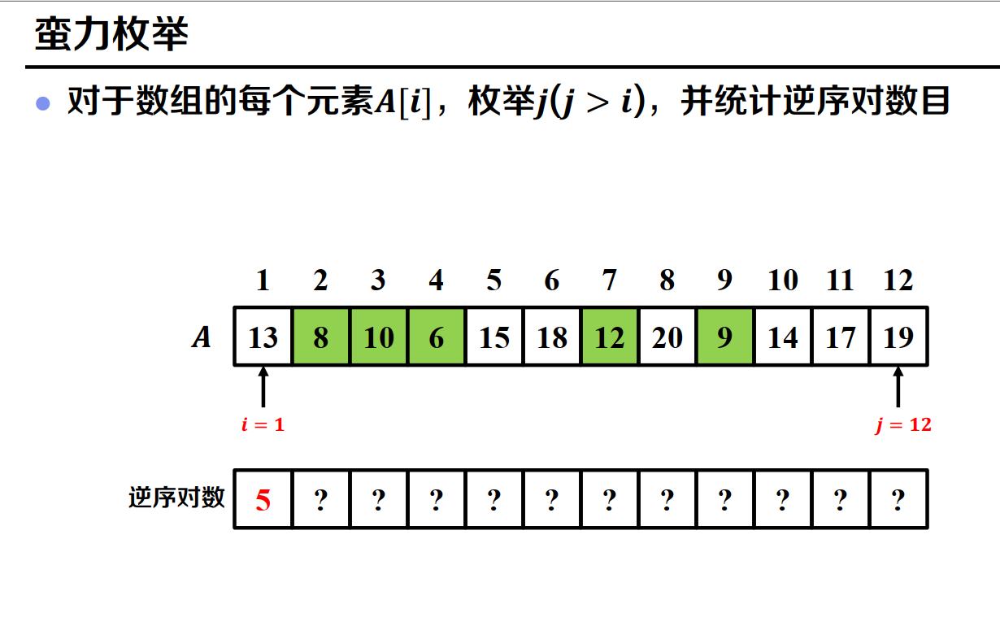 蛮力枚举
对于数组的每个元素A[i]，枚举j(j > i)，并统计逆序对数目
1 2 3 4 5 6 7 8 9 10 11 12
A 13 8 10 6 15 18 12 20 9 14 17 19
i = 1 j = 12
逆序对数 5 ? ? ? ? ? ? ? ? ? ? ?